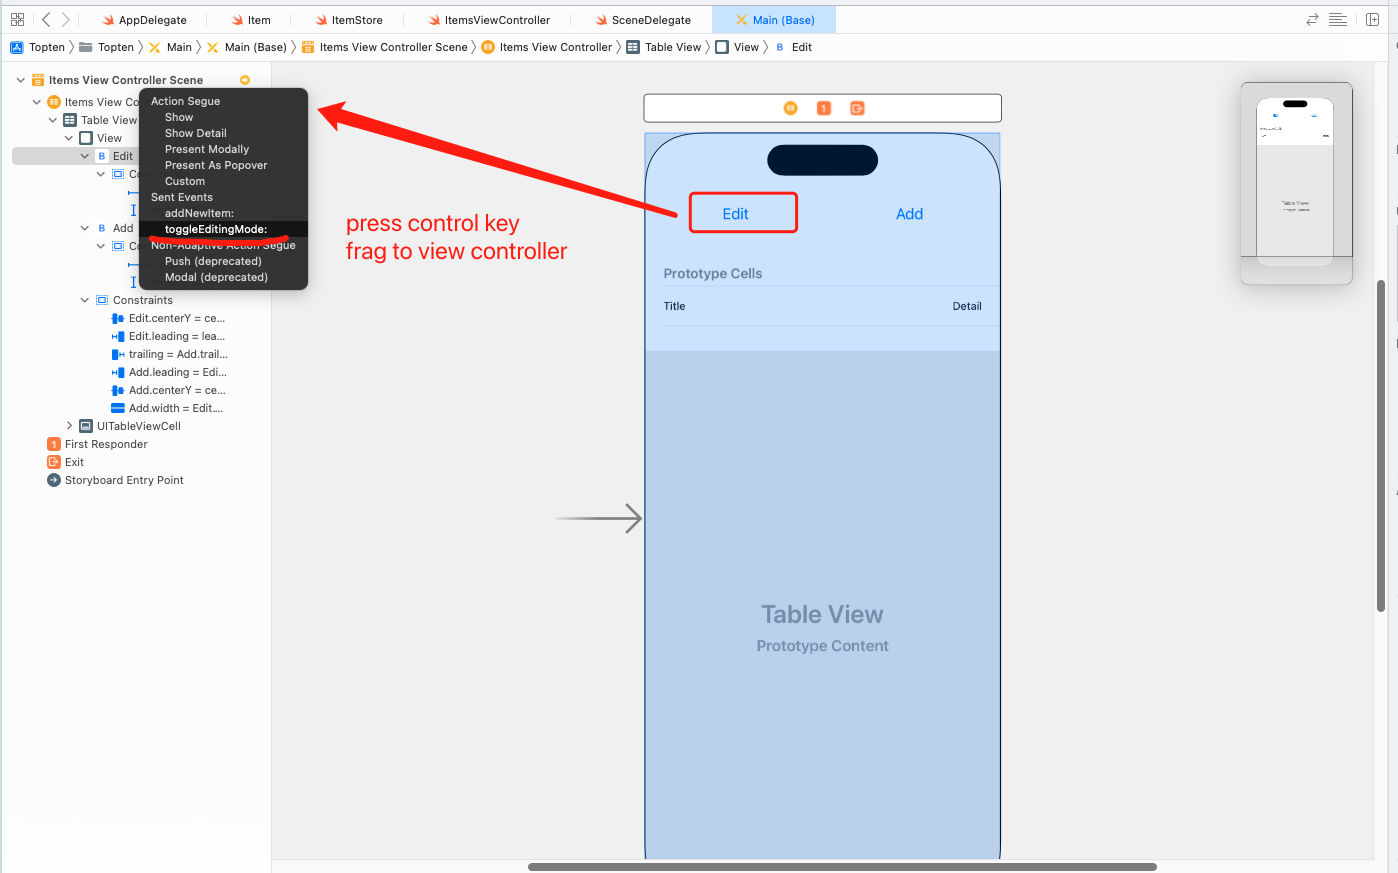 AppDelegate
Item
ItemStore
ItemsViewController
SceneDelegate
Main (Base)
Topten
Topten
Main
Main (Base)
Items View Controller Scene
Items View Controller
Table View
View
B
Edit
Items View Controller Scene
Items View Co
Table View
View
B Edit
Co
B Add
Co
Constraints
Edit.centerY = ce...
Edit.leading = lea...
trailing = Add.trail...
Add.leading = Edi...
Add.centerY = ce...
Add.width = Edit....
UITableViewCell
1 First Responder
Exit
Storyboard Entry Point
Action Segue
Show
Show Detail
Present Modally
Present As Popover
Custom
Sent Events
addNewItem:
toggleEditingMode:
Non-Adaptive Action Segue
Push (deprecated)
Modal (deprecated)
press control key
frag to view controller
1
Edit
Add
Prototype Cells
Title
Detail
Table View
Prototype Content
Table View